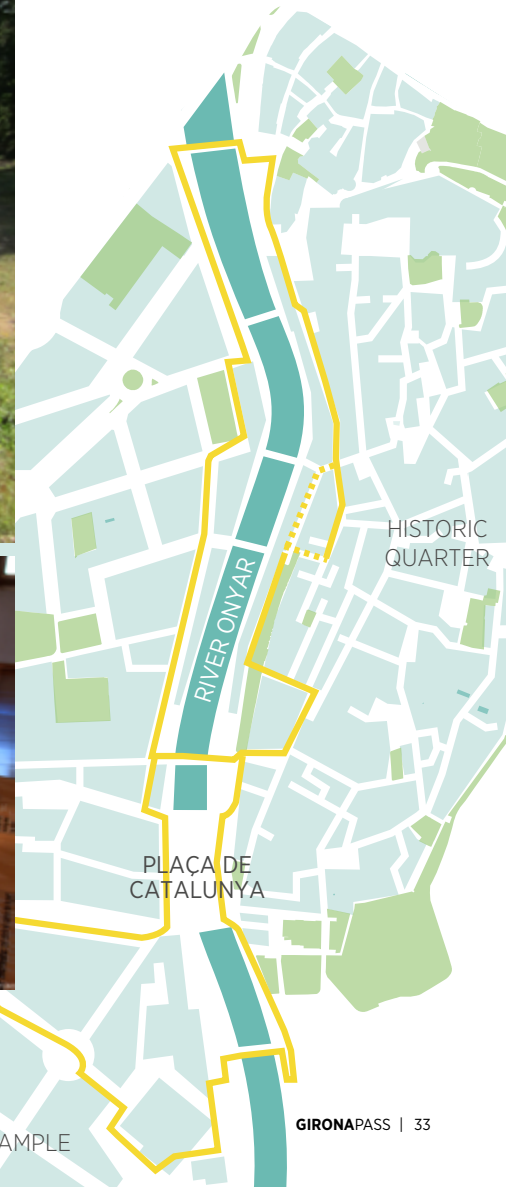 HISTORIC
QUARTER
RIVER ONYAR
PLAÇA DE
CATALUNYA
AMPLE
GIRONAPASS | 33